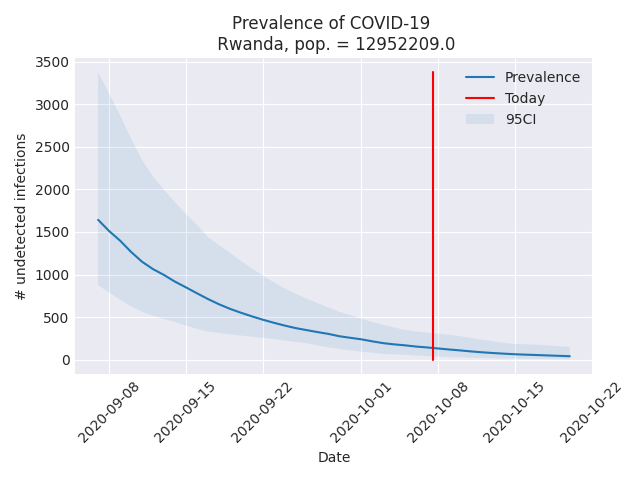 Prevalence of COVID-19
Rwanda, pop. = 12952209.0
3500
3000
2500
2000
1500
1000
500
0
# undetected infections
Prevalence
Today
95CI
2020-09-08
2020-09-15
2020-09-22
2020-10-01
2020-10-08
2020-10-15
2020-10-22
Date